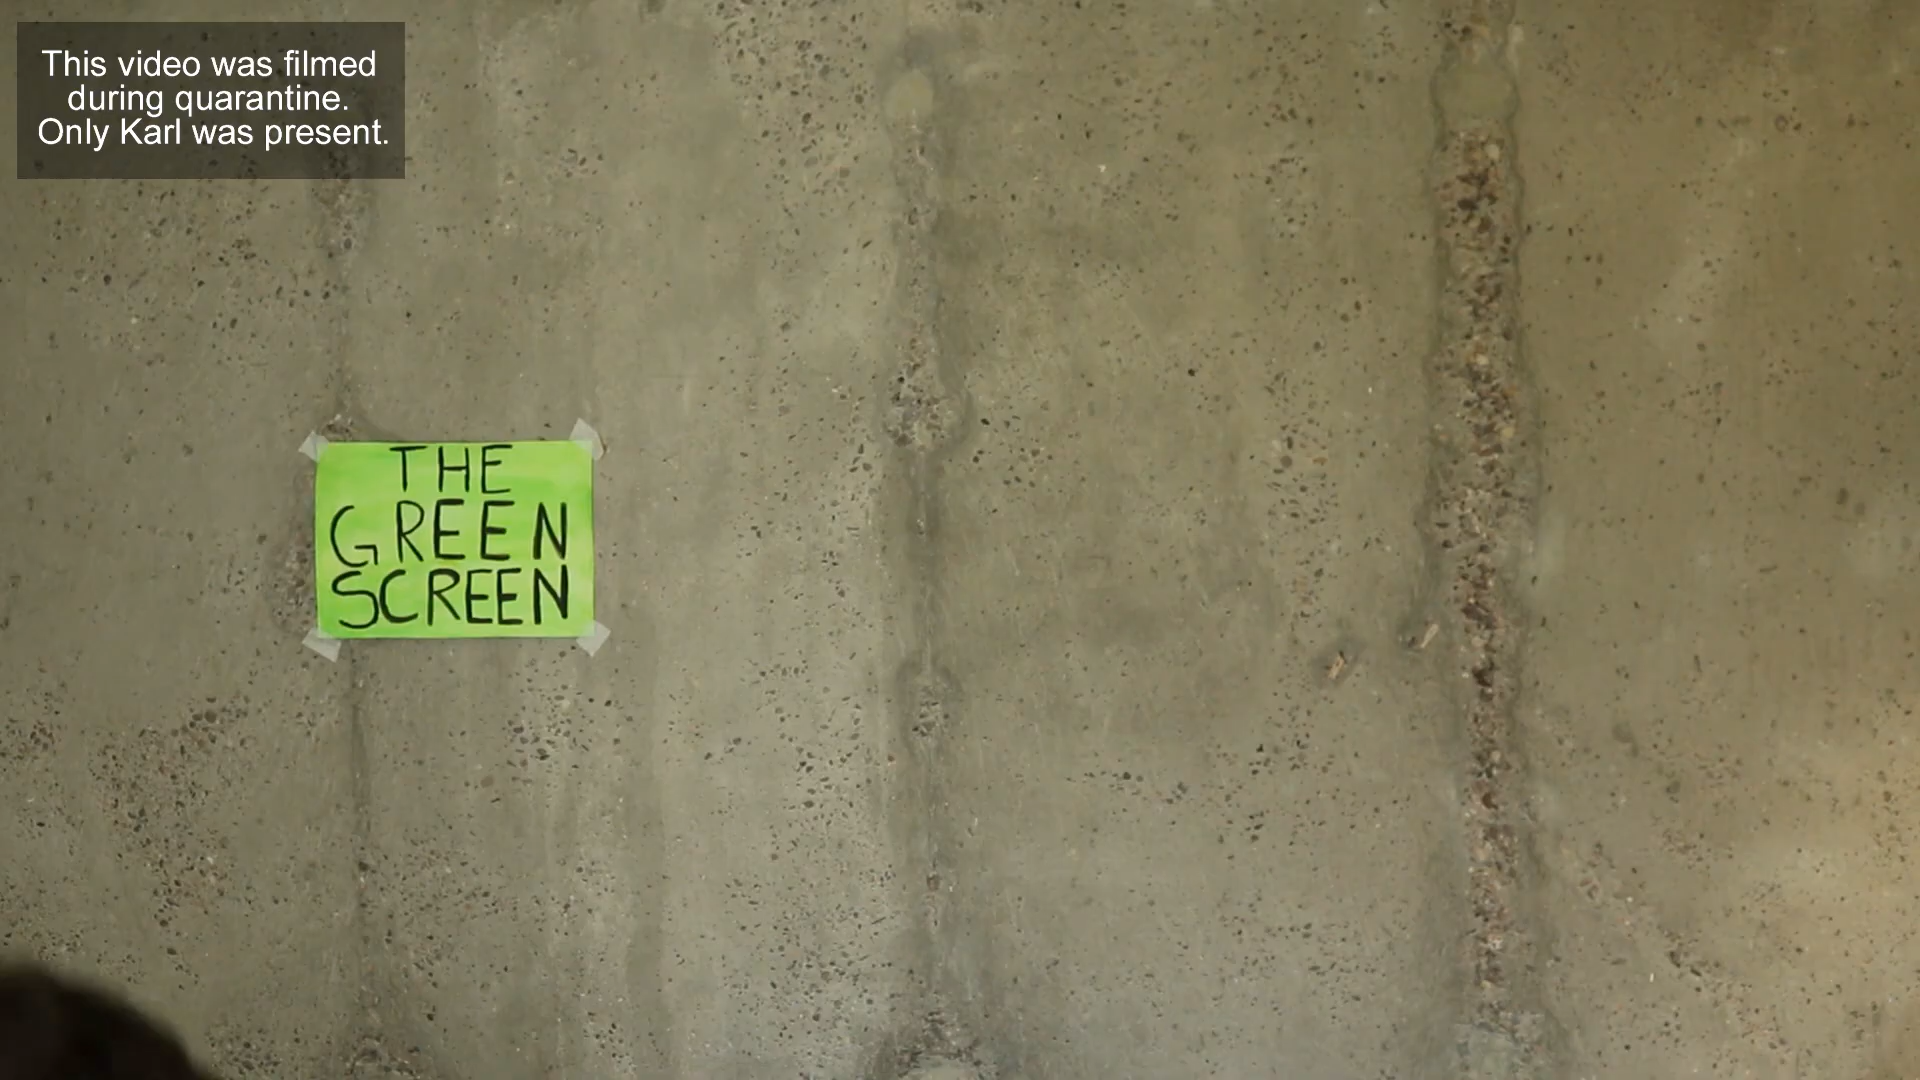 This video was filmed
during quarantine.
Only Karl was present.
THE
GREEN
SCREEN